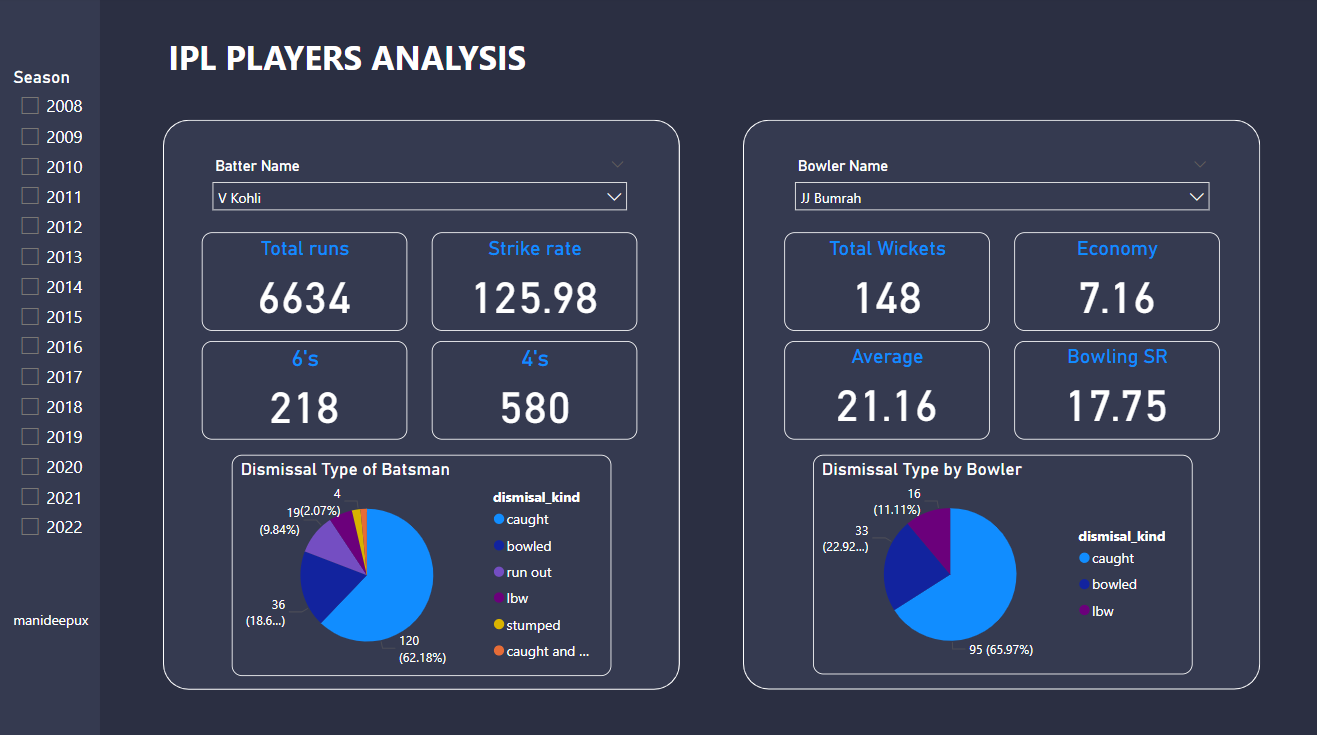 IPL PLAYERS ANALYSIS
Season
2008
2009
2010
2011
2012
2013
2014
2015
2016
2017
2018
2019
2020
2021
2022
manideepux
Batter Name
V Kohli
Total runs
6634
Strike rate
125.98
6's
218
4's
580
Dismissal Type of Batsman
4
(2.07%)
19
(9.84%)
36
(18.6...)
120
(62.18%)
dismisal_kind
caught
bowled
run out
lbw
stumped
caught and ...
Bowler Name
JJ Bumrah
Total Wickets
148
Economy
7.16
Average
21.16
Bowling SR
17.75
Dismissal Type by Bowler
16
(11.11%)
33
(22.92...)
95 (65.97%)
dismisal_kind
caught
bowled
lbw